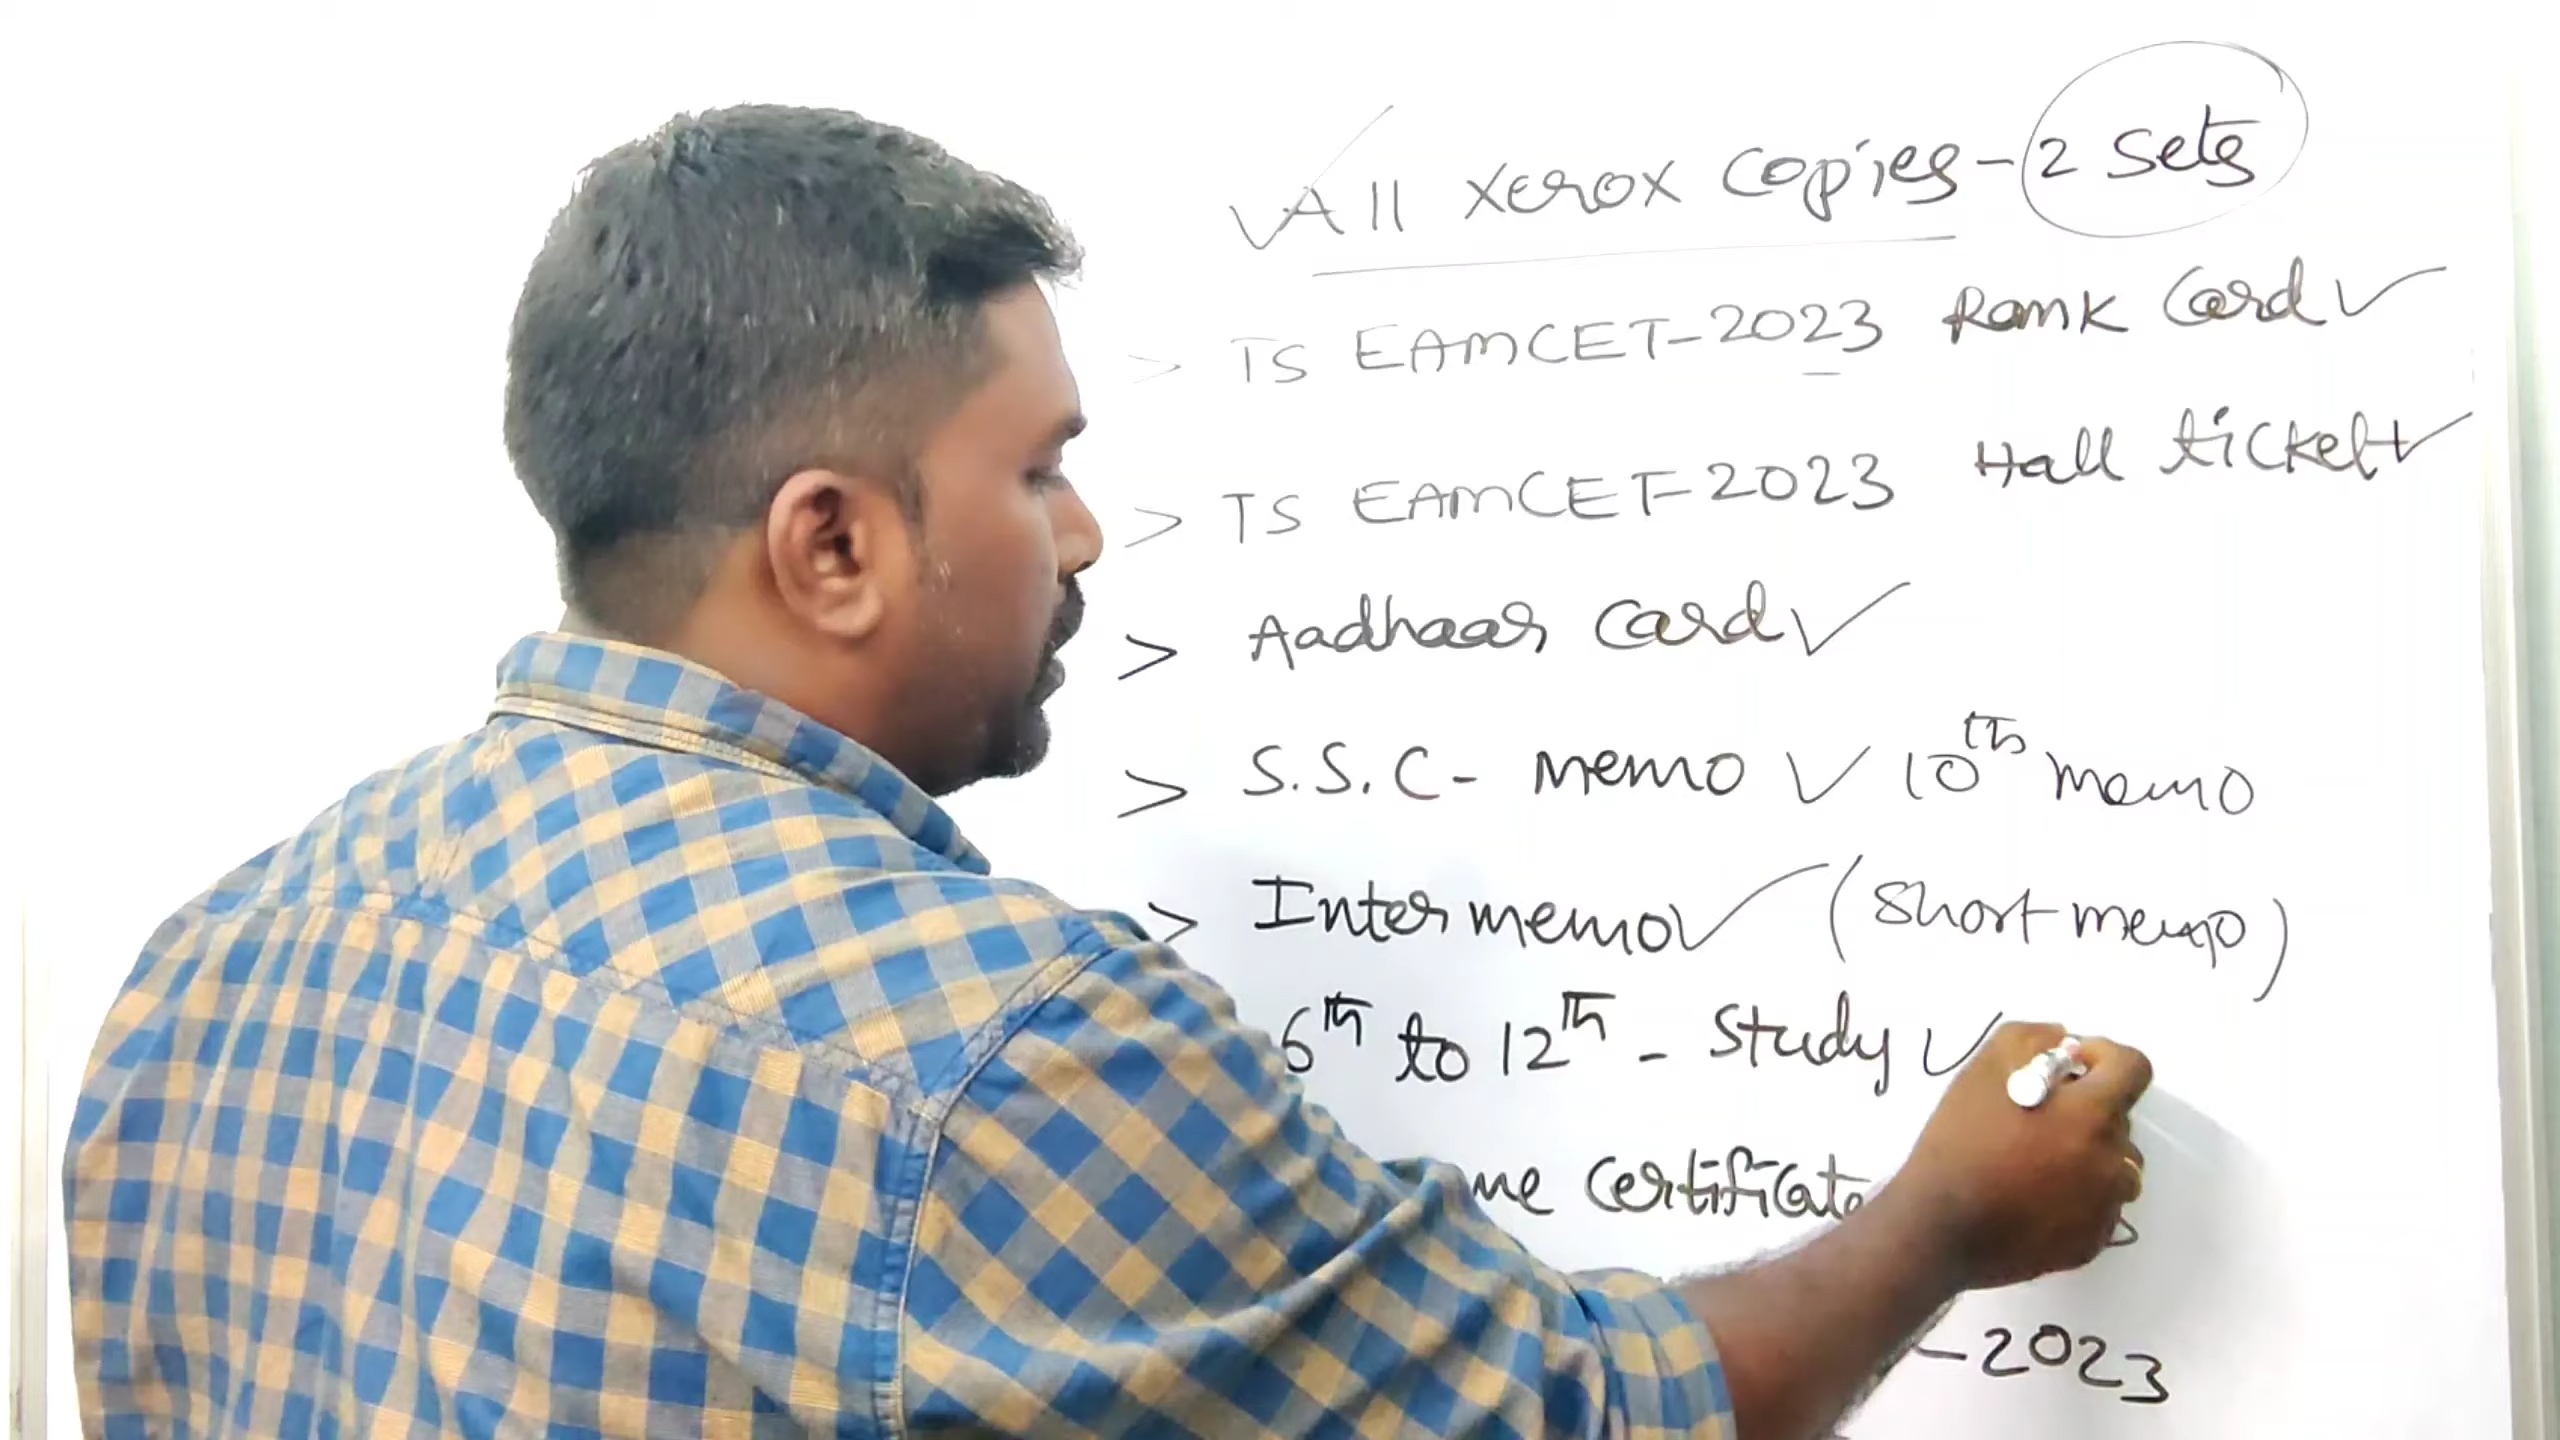 All Xerox Copies - 2 Sets
> TS EAMCET-2023 Rank Card
> TS EAMCET-2023 Hall ticket
> Aadhaar Card
> S.S.C- Memo 10th memo
> Inter memo (short memo)
6th to 12th - Study
me Certificate
-2023